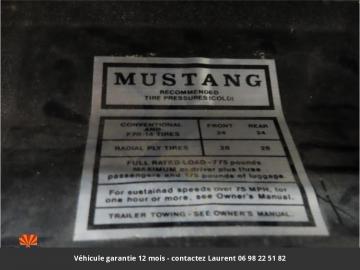 MUSTANG
RECOMMENDED
TIRE PRESSURES (COLD)
CONVENTIONAL AND F70-14 TIRES FRONT 24 REAR 24
RADIAL PLY TIRES 28 28
FULL RATED LOAD - 775 pounds
MAXIMUM or driver plus three
passengers and 175 pounds of luggage.
For sustained speeds over 75 MPH, for
one hour or more, see Owner's Manual.
TRAILER TOWING - SEE OWNER'S MANUAL.
Véhicule garantie 12 mois - contactez Laurent 06 98 22 51 82